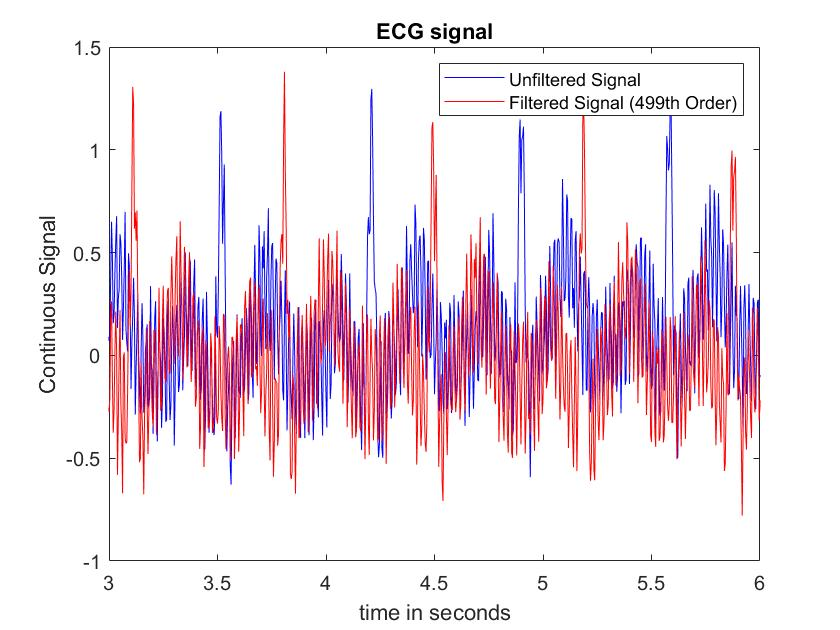 ECG signal
Unfiltered Signal
Filtered Signal (499th Order)
1.5
1
0.5
0
-0.5
-1
Continuous Signal
3
3.5
4
4.5
5
5.5
6
time in seconds